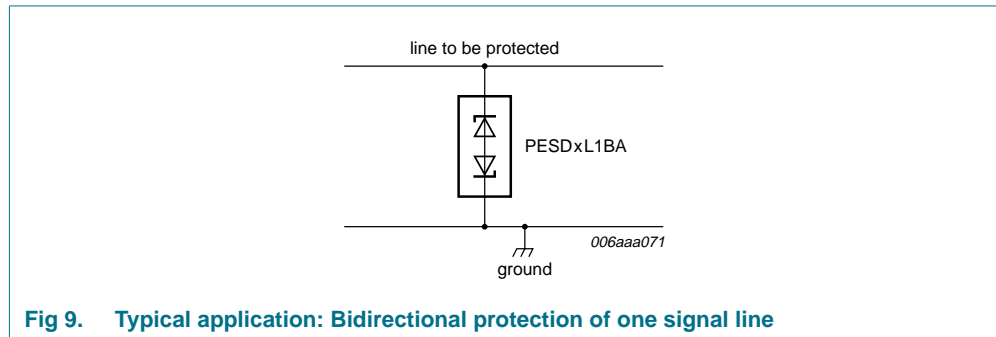 line to be protected
PESDxL1BA
006aaa071
ground
Fig 9. Typical application: Bidirectional protection of one signal line